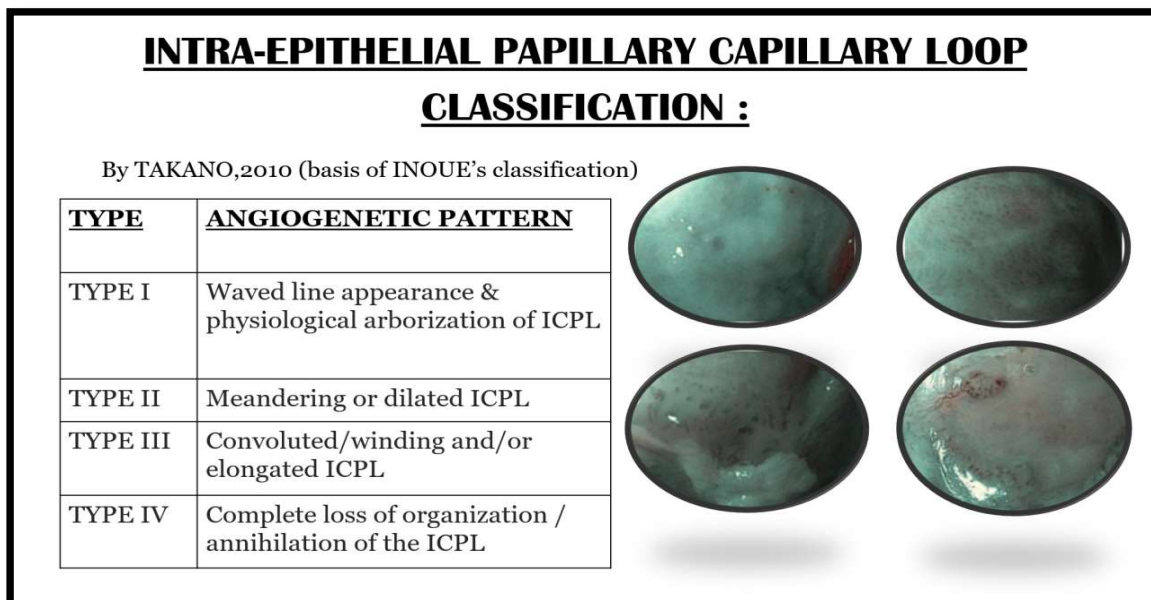 INTRA-EPITHELIAL PAPILLARY CAPILLARY LOOP
CLASSIFICATION :
By TAKANO,2010 (basis of INOUE's classification)
TYPE ANGIOGENETIC PATTERN
TYPE I Waved line appearance &
physiological arborization of ICPL
TYPE II Meandering or dilated ICPL
TYPE III Convoluted/winding and/or
elongated ICPL
TYPE IV Complete loss of organization /
annihilation of the ICPL